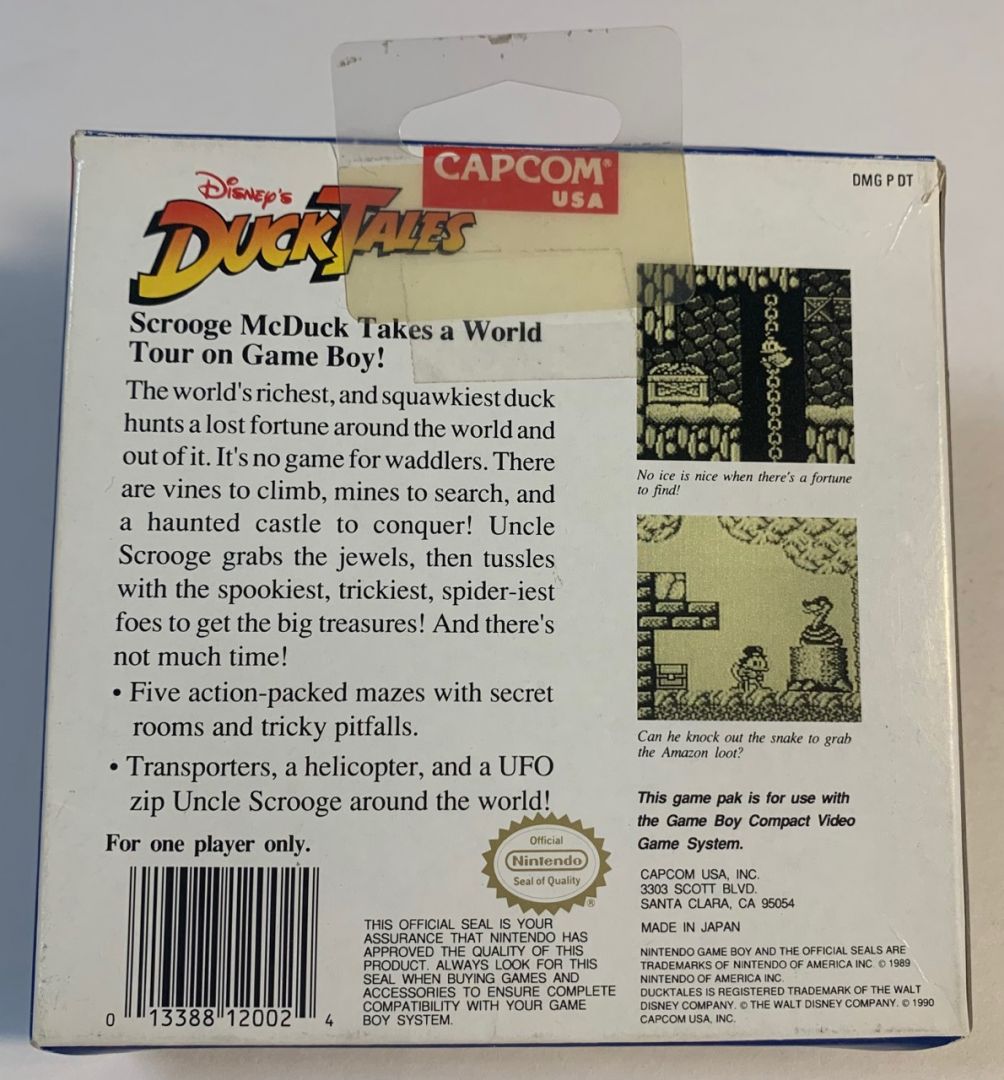 DISNEY'S
DUCKTALES
CAPCOM®
USA
DMG P DT
Scrooge McDuck Takes a World
Tour on Game Boy!
The world's richest, and squawkiest duck
hunts a lost fortune around the world and
out of it. It's no game for waddlers. There
are vines to climb, mines to search, and
a haunted castle to conquer! Uncle
Scrooge grabs the jewels, then tussles
with the spookiest, trickiest, spider-iest
foes to get the big treasures! And there's
not much time!
• Five action-packed mazes with secret
rooms and tricky pitfalls.
• Transporters, a helicopter, and a UFO
zip Uncle Scrooge around the world!
For one player only.
0 13388 12002 4
Official
Nintendo
Seal of Quality
®
THIS OFFICIAL SEAL IS YOUR
ASSURANCE THAT NINTENDO HAS
APPROVED THE QUALITY OF THIS
PRODUCT. ALWAYS LOOK FOR THIS
SEAL WHEN BUYING GAMES AND
ACCESSORIES TO ENSURE COMPLETE
COMPATIBILITY WITH YOUR GAME
BOY SYSTEM.
No ice is nice when there's a fortune
to find!
Can he knock out the snake to grab
the Amazon loot?
This game pak is for use with
the Game Boy Compact Video
Game System.
CAPCOM USA, INC.
3303 SCOTT BLVD.
SANTA CLARA, CA 95054
MADE IN JAPAN
NINTENDO GAME BOY AND THE OFFICIAL SEALS ARE
TRADEMARKS OF NINTENDO OF AMERICA INC. © 1989
NINTENDO OF AMERICA INC.
DUCKTALES IS REGISTERED TRADEMARK OF THE WALT
DISNEY COMPANY. © THE WALT DISNEY COMPANY. © 1990
CAPCOM USA, INC.